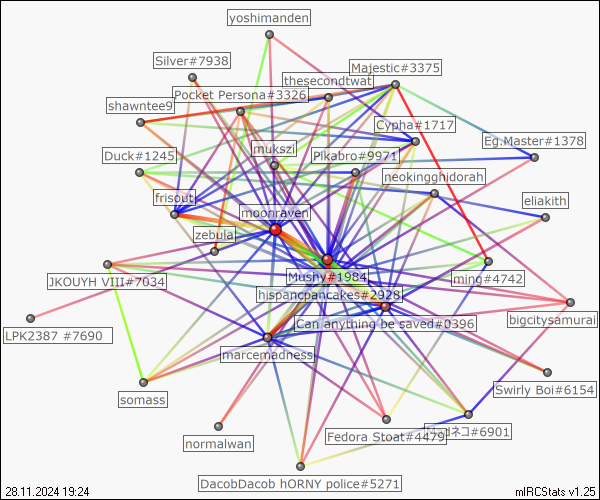 yoshimanden
Silver#7938
thesecondtwat
Majestic#3375
Pocket Persona#3326
shawntee9
Cypha#1717
Eg.Master#1378
Duck#1245
mukszi
Pikabro#9971
neokingghidorah
frisout
eliakith
moonraven
zebula
Mushy#1984
JKOUYH VIII#7034
ming#4742
hispancpancakes#2928
bigcitysamurai
Can anything be saved#0396
LPK2387 #7690
marcemadness
Swirly Boi#6154
somass
normalwan
Fedora Stoat#4479
ネコ#6901
DacobDacob hORNY police#5271
28.11.2024 19:24
mIRCStats v1.25